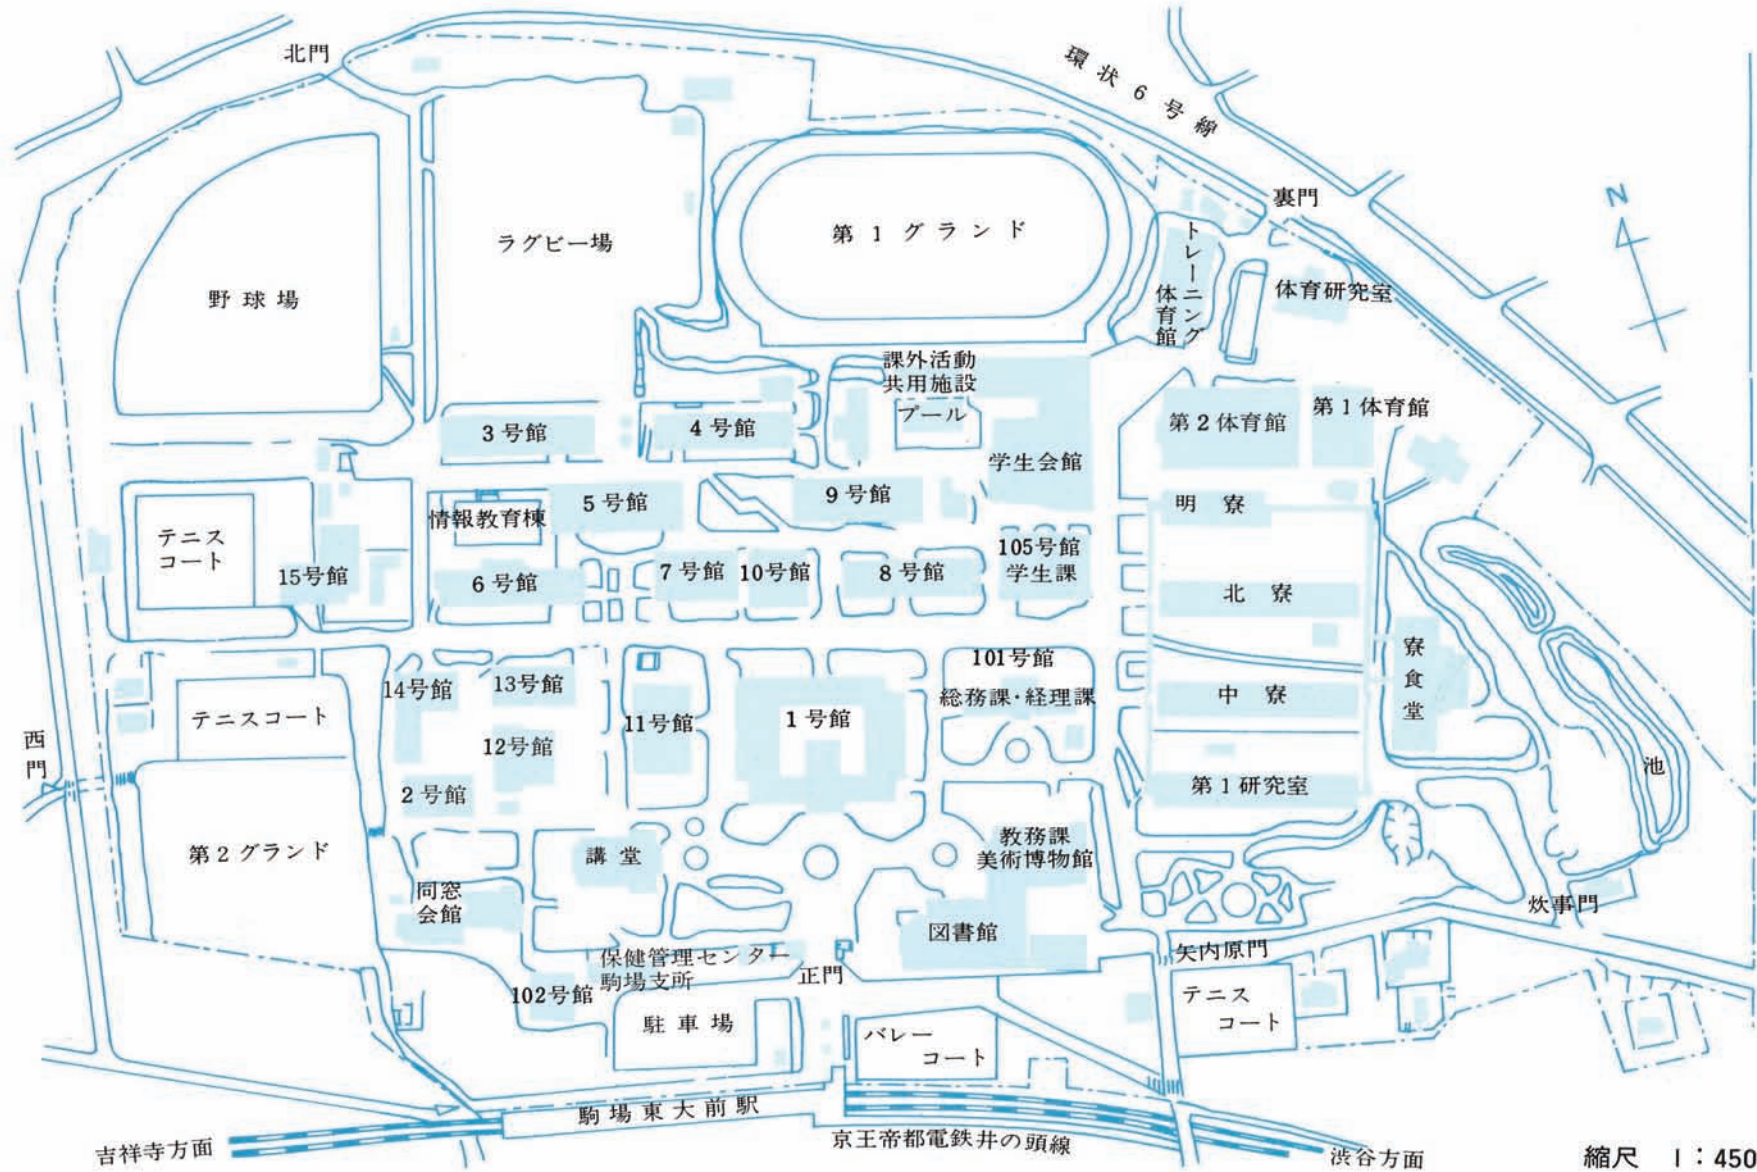 北門
環状6号線
裏門
N
ラグビー場
第1グランド
トレーニング
体育館
体育研究室
野球場
課外活動
共用施設
プール
3号館
4号館
第2体育館
第1体育館
学生会館
5号館
9号館
明寮
情報教育棟
テニス
コート
15号館
6号館
7号館
10号館
8号館
105号館
学生課
北寮
寮食堂
101号館
総務課・経理課
14号館
13号館
11号館
1号館
中寮
テニスコート
12号館
西門
2号館
第1研究室
池
第2グランド
講堂
教務課
美術博物館
同窓
会館
図書館
炊事門
保健管理センター
駒場支所
正門
矢内原門
102号館
駐車場
バレー
コート
テニス
コート
駒場東大前駅
京王帝都電鉄井の頭線
吉祥寺方面
渋谷方面
縮尺 1:450